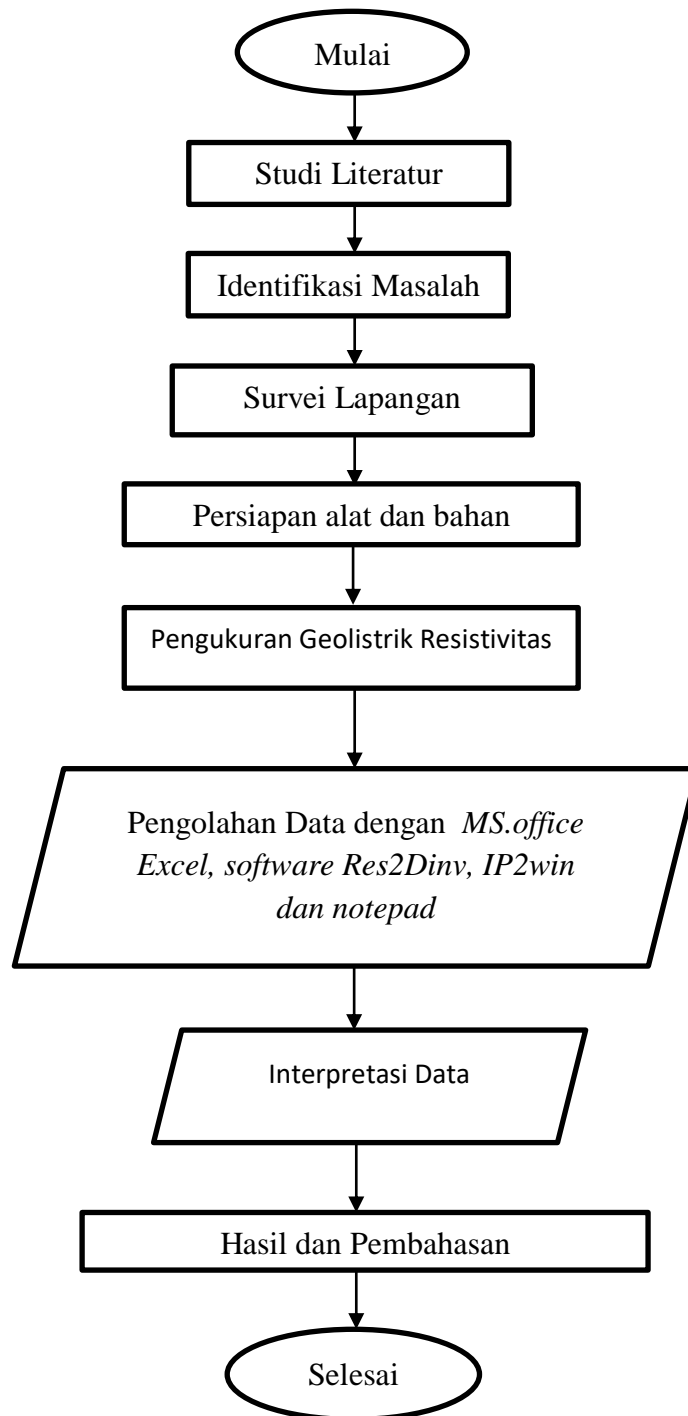 Mulai
Studi Literatur
Identifikasi Masalah
Survei Lapangan
Persiapan alat dan bahan
Pengukuran Geolistrik Resistivitas
Pengolahan Data dengan MS.office
Excel, software Res2Dinv, IP2win
dan notepad
Interpretasi Data
Hasil dan Pembahasan
Selesai